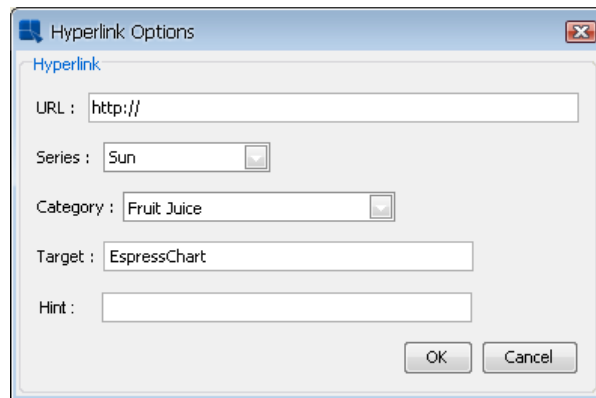 Hyperlink Options
Hyperlink
URL : http://
Series : Sun
Category : Fruit Juice
Target : EspressChart
Hint :
OK Cancel